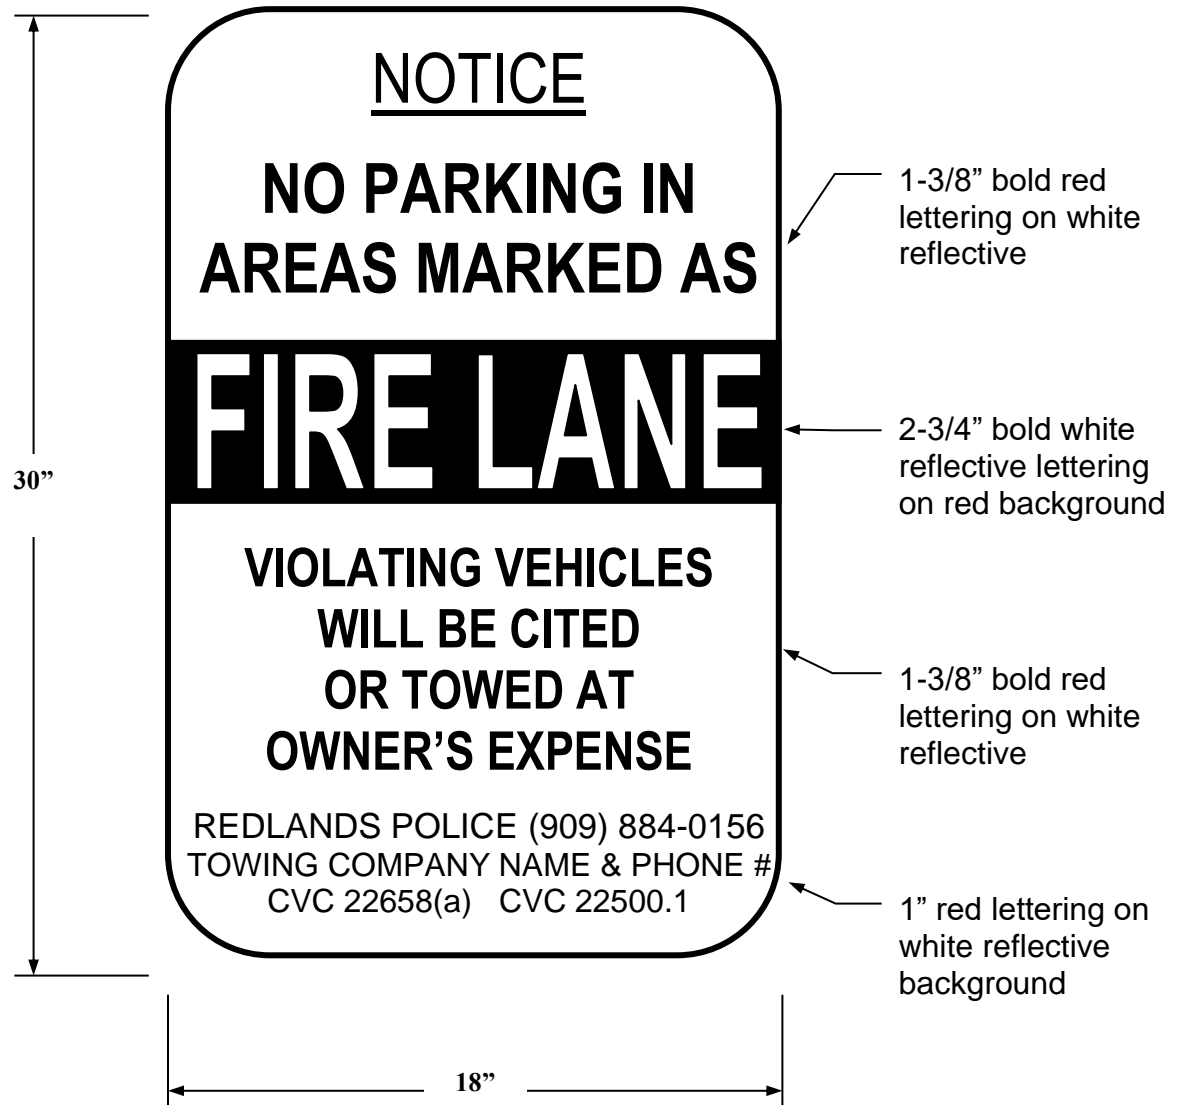 NOTICE
NO PARKING IN
AREAS MARKED AS
FIRE LANE
VIOLATING VEHICLES
WILL BE CITED
OR TOWED AT
OWNER’S EXPENSE
REDLANDS POLICE (909) 884-0156
TOWING COMPANY NAME & PHONE #
CVC 22658(a) CVC 22500.1
30”
18”
1-3/8” bold red
lettering on white
reflective
2-3/4” bold white
reflective lettering
on red background
1-3/8” bold red
lettering on white
reflective
1” red lettering on
white reflective
background